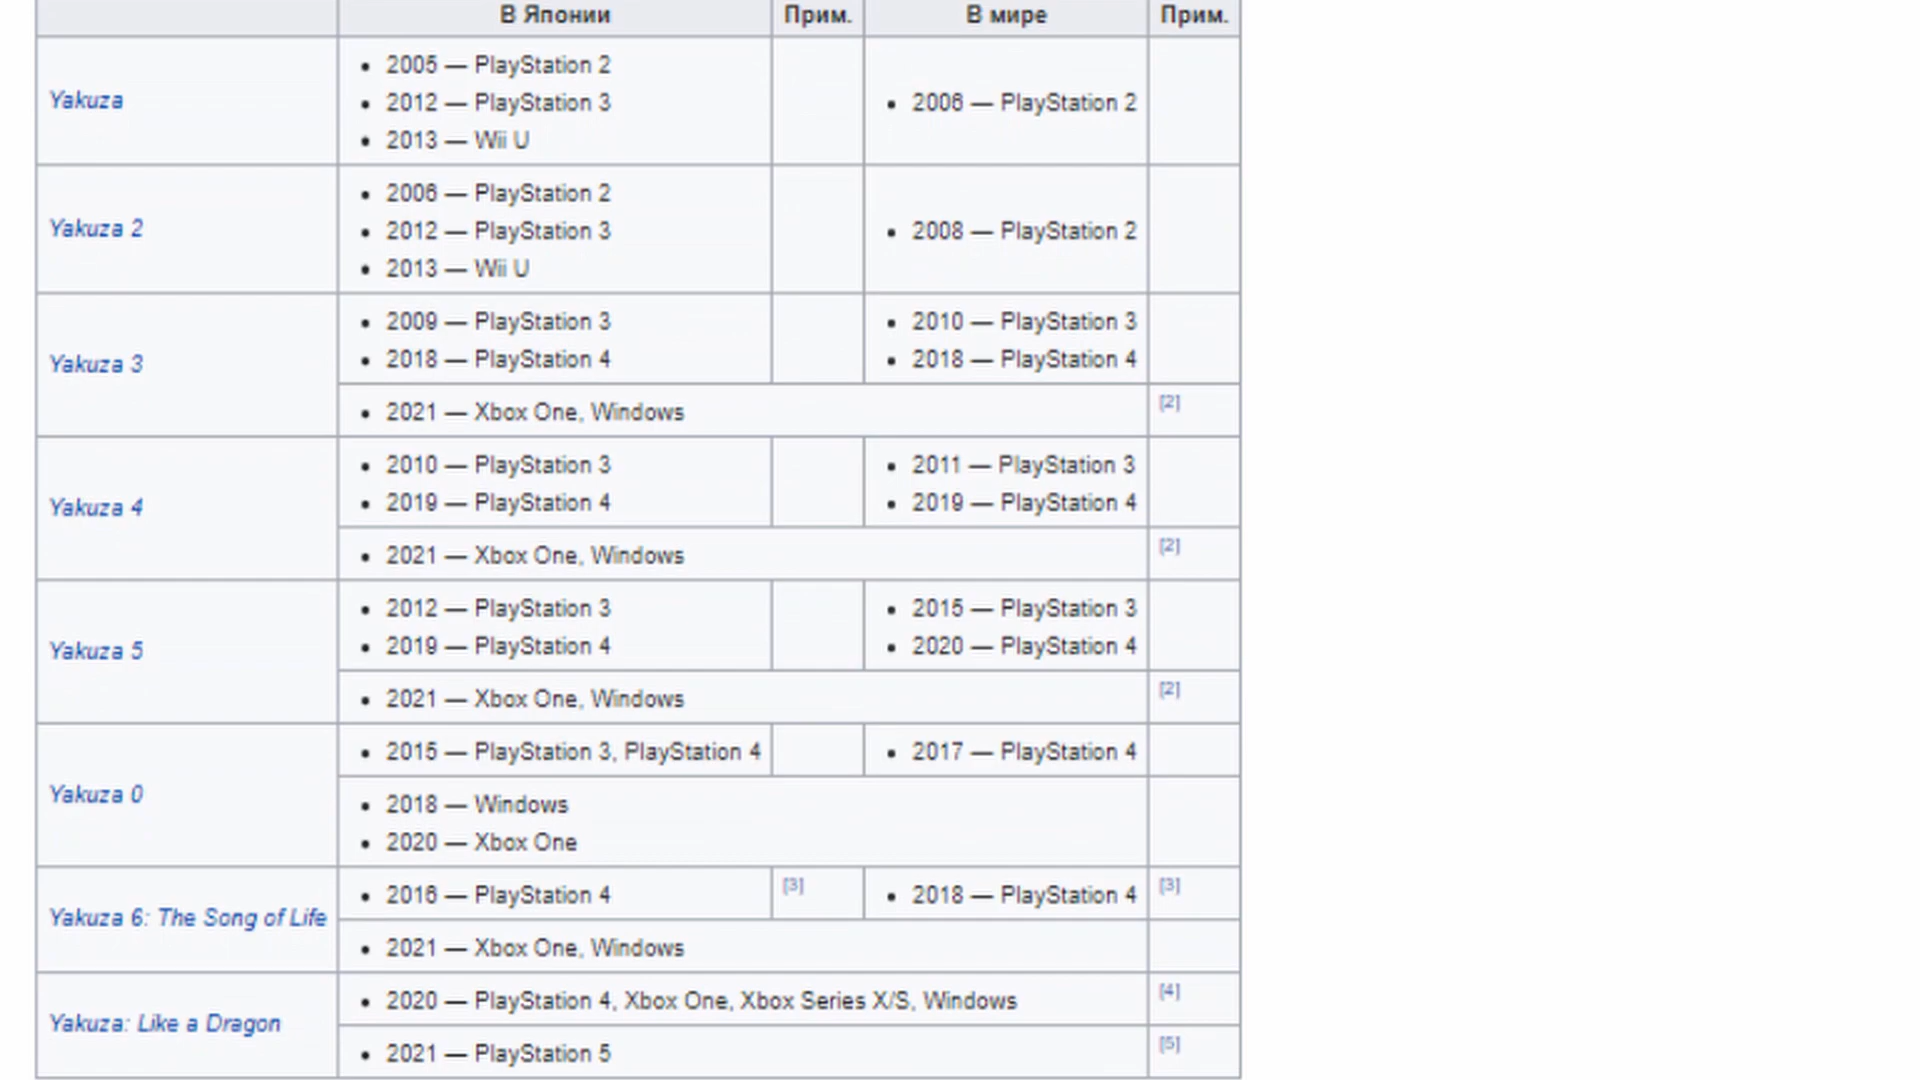 В Японии Прим. В мире Прим.
Yakuza
2005 — PlayStation 2
2012 — PlayStation 3
2013 — Wii U
2006 — PlayStation 2
Yakuza 2
2006 — PlayStation 2
2012 — PlayStation 3
2013 — Wii U
2008 — PlayStation 2
Yakuza 3
2009 — PlayStation 3
2018 — PlayStation 4
2010 — PlayStation 3
2018 — PlayStation 4
2021 — Xbox One, Windows
[2]
Yakuza 4
2010 — PlayStation 3
2019 — PlayStation 4
2011 — PlayStation 3
2019 — PlayStation 4
2021 — Xbox One, Windows
[2]
Yakuza 5
2012 — PlayStation 3
2019 — PlayStation 4
2015 — PlayStation 3
2020 — PlayStation 4
2021 — Xbox One, Windows
[2]
Yakuza 0
2015 — PlayStation 3, PlayStation 4
2017 — PlayStation 4
2018 — Windows
2020 — Xbox One
Yakuza 6: The Song of Life
2016 — PlayStation 4
[3]
2018 — PlayStation 4
[3]
2021 — Xbox One, Windows
Yakuza: Like a Dragon
2020 — PlayStation 4, Xbox One, Xbox Series X/S, Windows
[4]
2021 — PlayStation 5
[5]